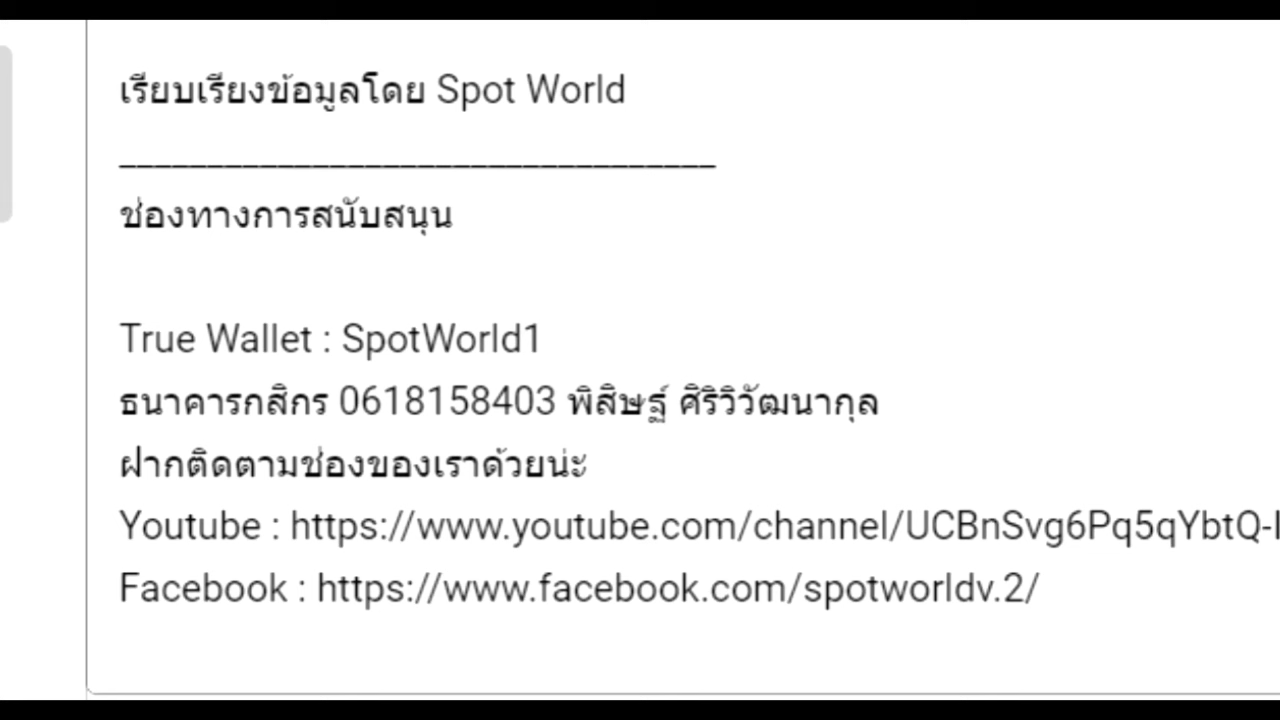 เรียบเรียงข้อมูลโดย Spot World
__________________________________
ช่องทางการสนับสนุน
True Wallet : SpotWorld1
ธนาคารกสิกร 0618158403 พิสิษฐ์ ศิริวิวัฒนากุล
ฝากติดตามช่องของเราด้วยน่ะ
Youtube : https://www.youtube.com/channel/UCBnSvg6Pq5qYbtQ-
Facebook : https://www.facebook.com/spotworldv.2/